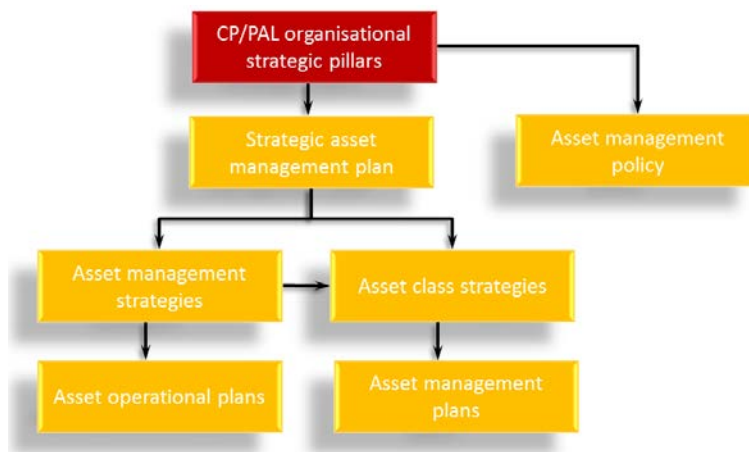 CP/PAL organisational
strategic pillars
Strategic asset
management plan
Asset management
policy
Asset management
strategies
Asset class strategies
Asset operational plans
Asset management
plans